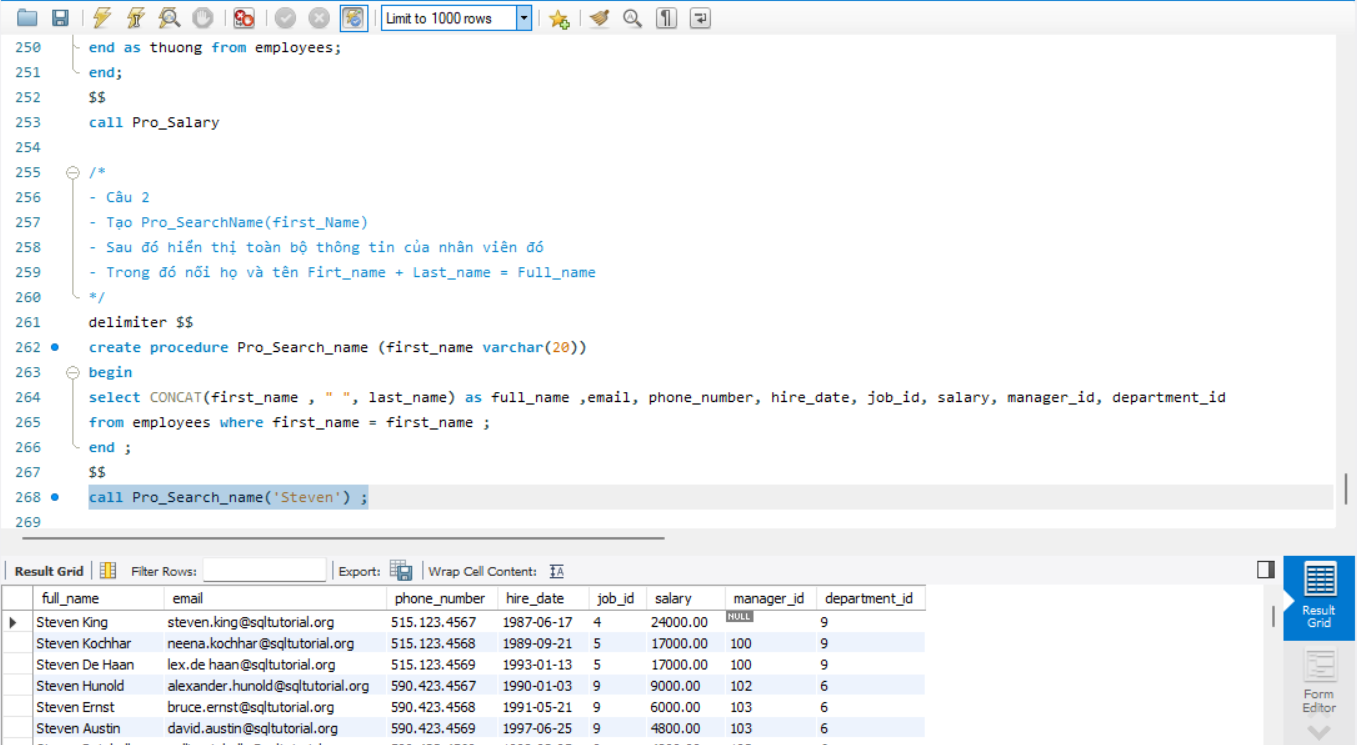 Limit to 1000 rows
250 end as thuong from employees;
251 end;
252 $$
253 call Pro_Salary
254
255 /*
256 - Câu 2
257 - Tạo Pro_SearchName(first_Name)
258 - Sau đó hiển thị toàn bộ thông tin của nhân viên đó
259 - Trong đó nối họ và tên Firt_name + Last_name = Full_name
260 */
261 delimiter $$
262 create procedure Pro_Search_name (first_name varchar(20))
263 begin
264 select CONCAT(first_name , " ", last_name) as full_name ,email, phone_number, hire_date, job_id, salary, manager_id, department_id
265 from employees where first_name = first_name ;
266 end ;
267 $$
268 call Pro_Search_name('Steven') ;
269
Result Grid Filter Rows: Export: Wrap Cell Content: IA
full_name email phone_number hire_date job_id salary manager_id department_id
Steven King steven.king@sqltutorial.org 515.123.4567 1987-06-17 4 24000.00 NULL 9
Steven Kochhar neena.kochhar@sqltutorial.org 515.123.4568 1989-09-21 5 17000.00 100 9
Steven De Haan lex.de haan@sqltutorial.org 515.123.4569 1993-01-13 5 17000.00 100 9
Steven Hunold alexander.hunold@sqltutorial.org 590.423.4567 1990-01-03 9 9000.00 102 6
Steven Ernst bruce.ernst@sqltutorial.org 590.423.4568 1991-05-21 9 6000.00 103 6
Steven Austin david.austin@sqltutorial.org 590.423.4569 1997-06-25 9 4800.00 103 6
Result
Grid
Form
Editor